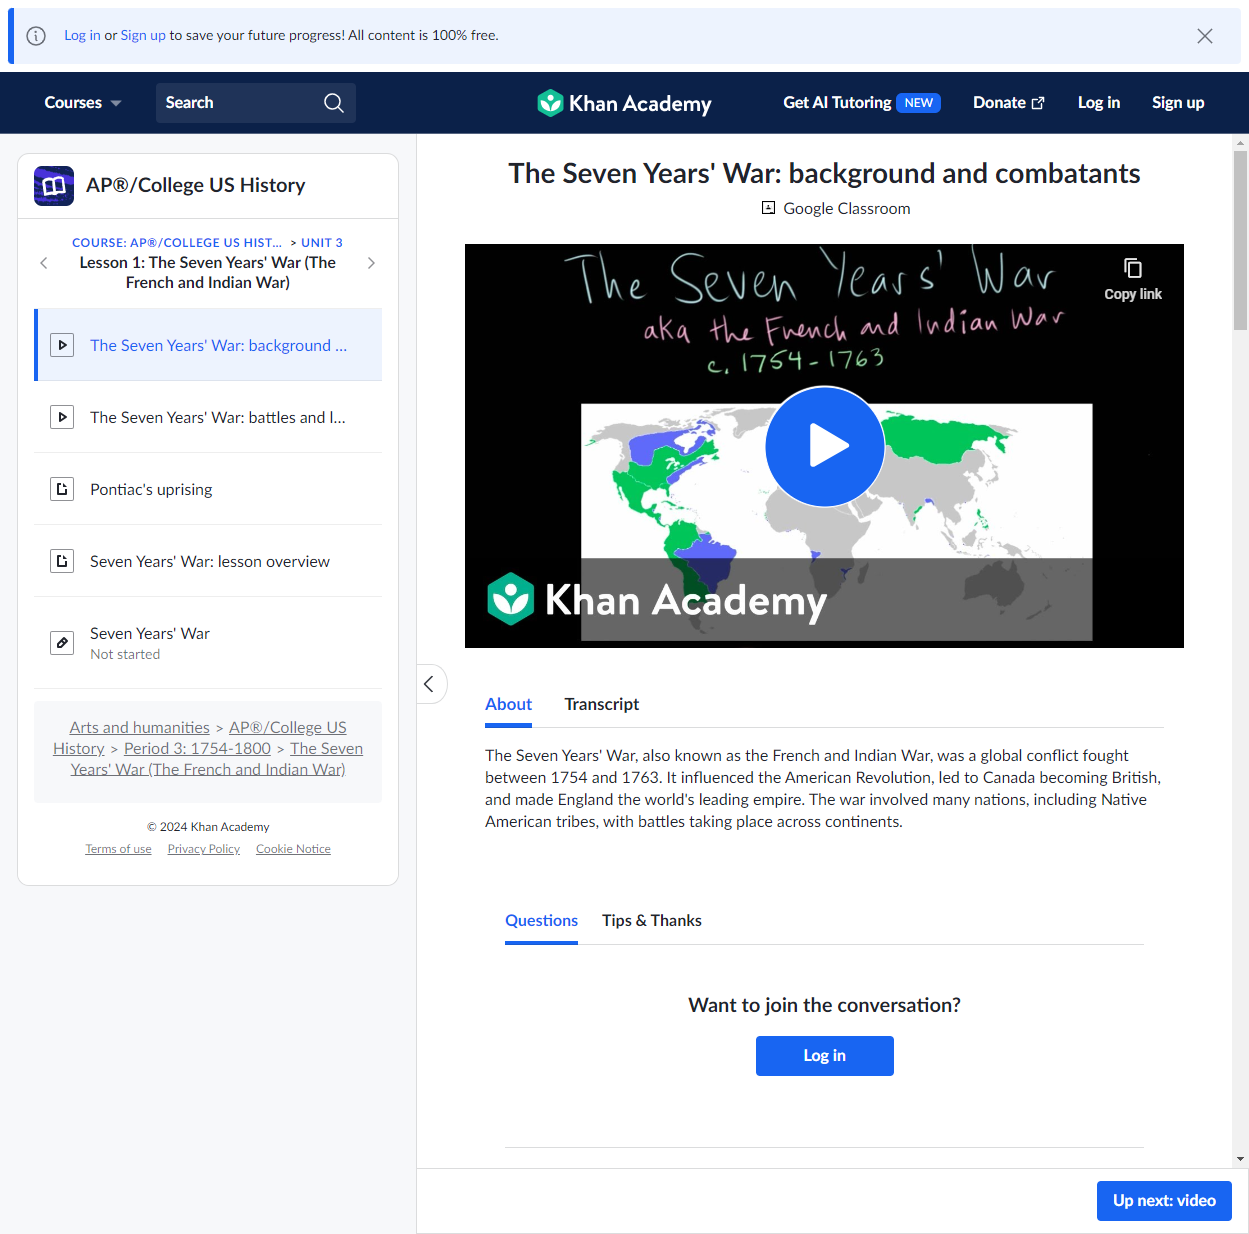 Log in or Sign up to save your future progress! All content is 100% free.
Courses
Search
Khan Academy
Get AI Tutoring NEW
Donate
Log in
Sign up
AP®/College US History
COURSE: AP®/COLLEGE US HIST... > UNIT 3
Lesson 1: The Seven Years' War (The
French and Indian War)
The Seven Years' War: background ...
The Seven Years' War: battles and l...
Pontiac's uprising
Seven Years' War: lesson overview
Seven Years' War
Not started
Arts and humanities > AP®/College US
History > Period 3: 1754-1800 > The Seven
Years' War (The French and Indian War)
© 2024 Khan Academy
Terms of use Privacy Policy Cookie Notice
The Seven Years' War: background and combatants
Google Classroom
The Seven Years' War
aka the French and Indian War
c. 1754-1763
Copy link
Khan Academy
About Transcript
The Seven Years' War, also known as the French and Indian War, was a global conflict fought
between 1754 and 1763. It influenced the American Revolution, led to Canada becoming British,
and made England the world's leading empire. The war involved many nations, including Native
American tribes, with battles taking place across continents.
Questions Tips & Thanks
Want to join the conversation?
Log in
Up next: video